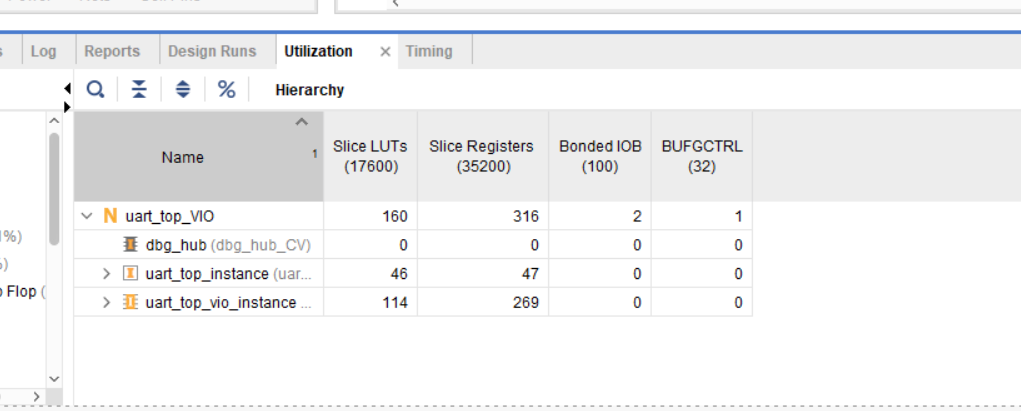 Log Reports Design Runs Utilization × Timing
% Hierarchy
Name 1 Slice LUTs (17600) Slice Registers (35200) Bonded IOB (100) BUFGCTRL (32)
N uart_top_VIO 160 316 2 1
dbg_hub (dbg_hub_CV) 0 0 0 0
uart_top_instance (uar... 46 47 0 0
uart_top_vio_instance ... 114 269 0 0
%)
Flop (